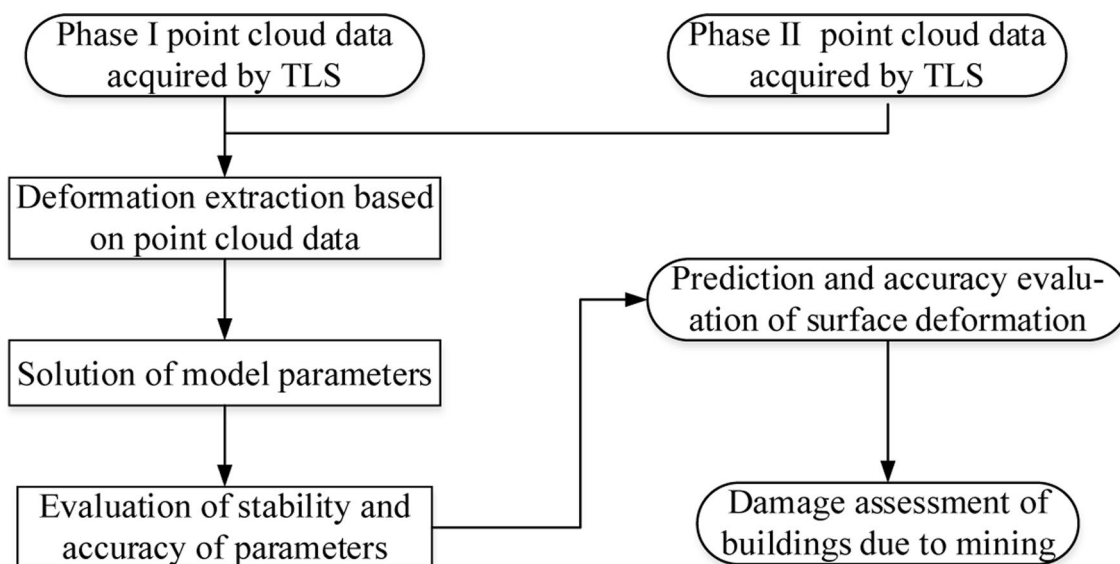 Phase I point cloud data
acquired by TLS
Phase II point cloud data
acquired by TLS
Deformation extraction based
on point cloud data
Solution of model parameters
Evaluation of stability and
accuracy of parameters
Prediction and accuracy evalu-
ation of surface deformation
Damage assessment of
buildings due to mining